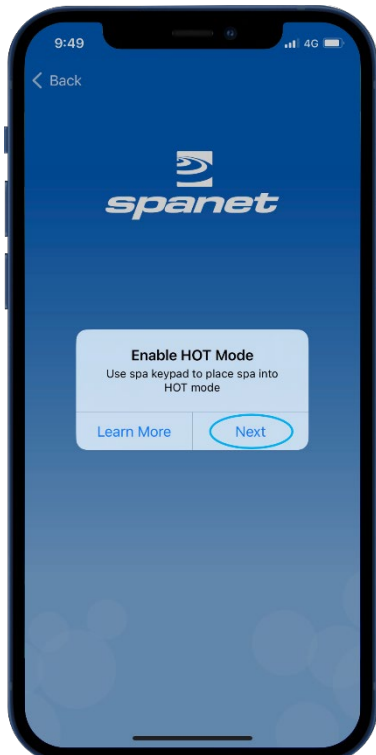 9:49
4G
Back
spanet
Enable HOT Mode
Use spa keypad to place spa into
HOT mode
Learn More
Next